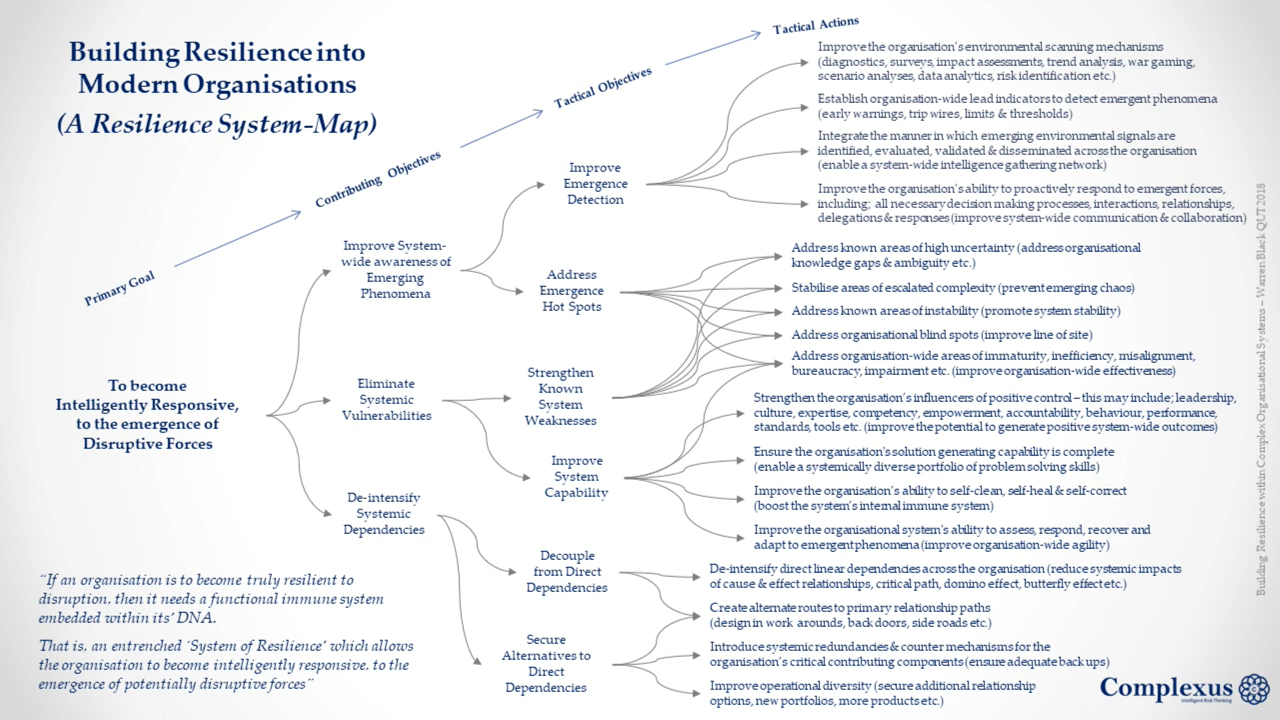 Building Resilience into
Modern Organisations
(A Resilience System-Map)
Primary Goal
Contributing Objectives
Tactical Objectives
Tactical Actions
To become
Intelligently Responsive,
to the emergence of
Disruptive Forces
Improve System-
wide awareness of
Emerging
Phenomena
Eliminate
Systemic
Vulnerabilities
De-intensify
Systemic
Dependencies
Improve
Emergence
Detection
Address
Emergence
Hot Spots
Strengthen
Known
System
Weaknesses
Improve
System
Capability
Decouple
from Direct
Dependencies
Secure
Alternatives to
Direct
Dependencies
Improve the organisation's environmental scanning mechanisms
(diagnostics, surveys, impact assessments, trend analysis, war gaming,
scenario analyses, data analytics, risk identification etc.)
Establish organisation-wide lead indicators to detect emergent phenomena
(early warnings, trip wires, limits & thresholds)
Integrate the manner in which emerging environmental signals are
identified, evaluated, validated & disseminated across the organisation
(enable a system-wide intelligence gathering network)
Improve the organisation's ability to proactively respond to emergent forces,
including; all necessary decision making processes, interactions, relationships,
delegations & responses (improve system-wide communication & collaboration)
Address known areas of high uncertainty (address organisational
knowledge gaps & ambiguity etc.)
Stabilise areas of escalated complexity (prevent emerging chaos)
Address known areas of instability (promote system stability)
Address organisational blind spots (improve line of site)
Address organisation-wide areas of immaturity, inefficiency, misalignment,
bureaucracy, impairment etc. (improve organisation-wide effectiveness)
Strengthen the organisation's influencers of positive control – this may include; leadership,
culture, expertise, competency, empowerment, accountability, behaviour, performance,
standards, tools etc. (improve the potential to generate positive system-wide outcomes)
Ensure the organisation's solution generating capability is complete
(enable a systemically diverse portfolio of problem solving skills)
Improve the organisation's ability to self-clean, self-heal & self-correct
(boost the system's internal immune system)
Improve the organisational system's ability to assess, respond, recover and
adapt to emergent phenomena (improve organisation-wide agility)
De-intensify direct linear dependencies across the organisation (reduce systemic impacts
of cause & effect relationships, critical path, domino effect, butterfly effect etc.)
Create alternate routes to primary relationship paths
(design in work arounds, back doors, side roads etc.)
Introduce systemic redundancies & counter mechanisms for the
organisation's critical contributing components (ensure adequate back ups)
Improve operational diversity (secure additional relationship
options, new portfolios, more products etc.)
"If an organisation is to become truly resilient to
disruption, then it needs a functional immune system
embedded within its' DNA.
That is, an entrenched 'System of Resilience' which allows
the organisation to become intelligently responsive, to the
emergence of potentially disruptive forces"
Building Resilience within Complex Organisational Systems – Warren Black QUT 2018
Complexus
Intelligent Risk Thinking